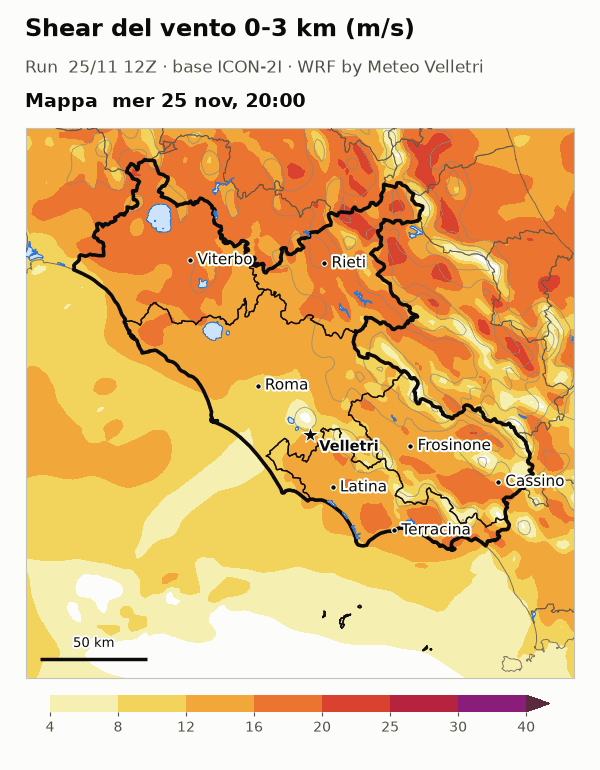 Shear del vento 0-3 km (m/s)
Run  25/11 12Z · base ICON-2I · WRF by Meteo Velletri
Mappa  mer 25 nov, 20:00
Viterbo
Rieti
Roma
Velletri
Frosinone
Latina
Cassino
Terracina
50 km
4 8 12 16 20 25 30 40